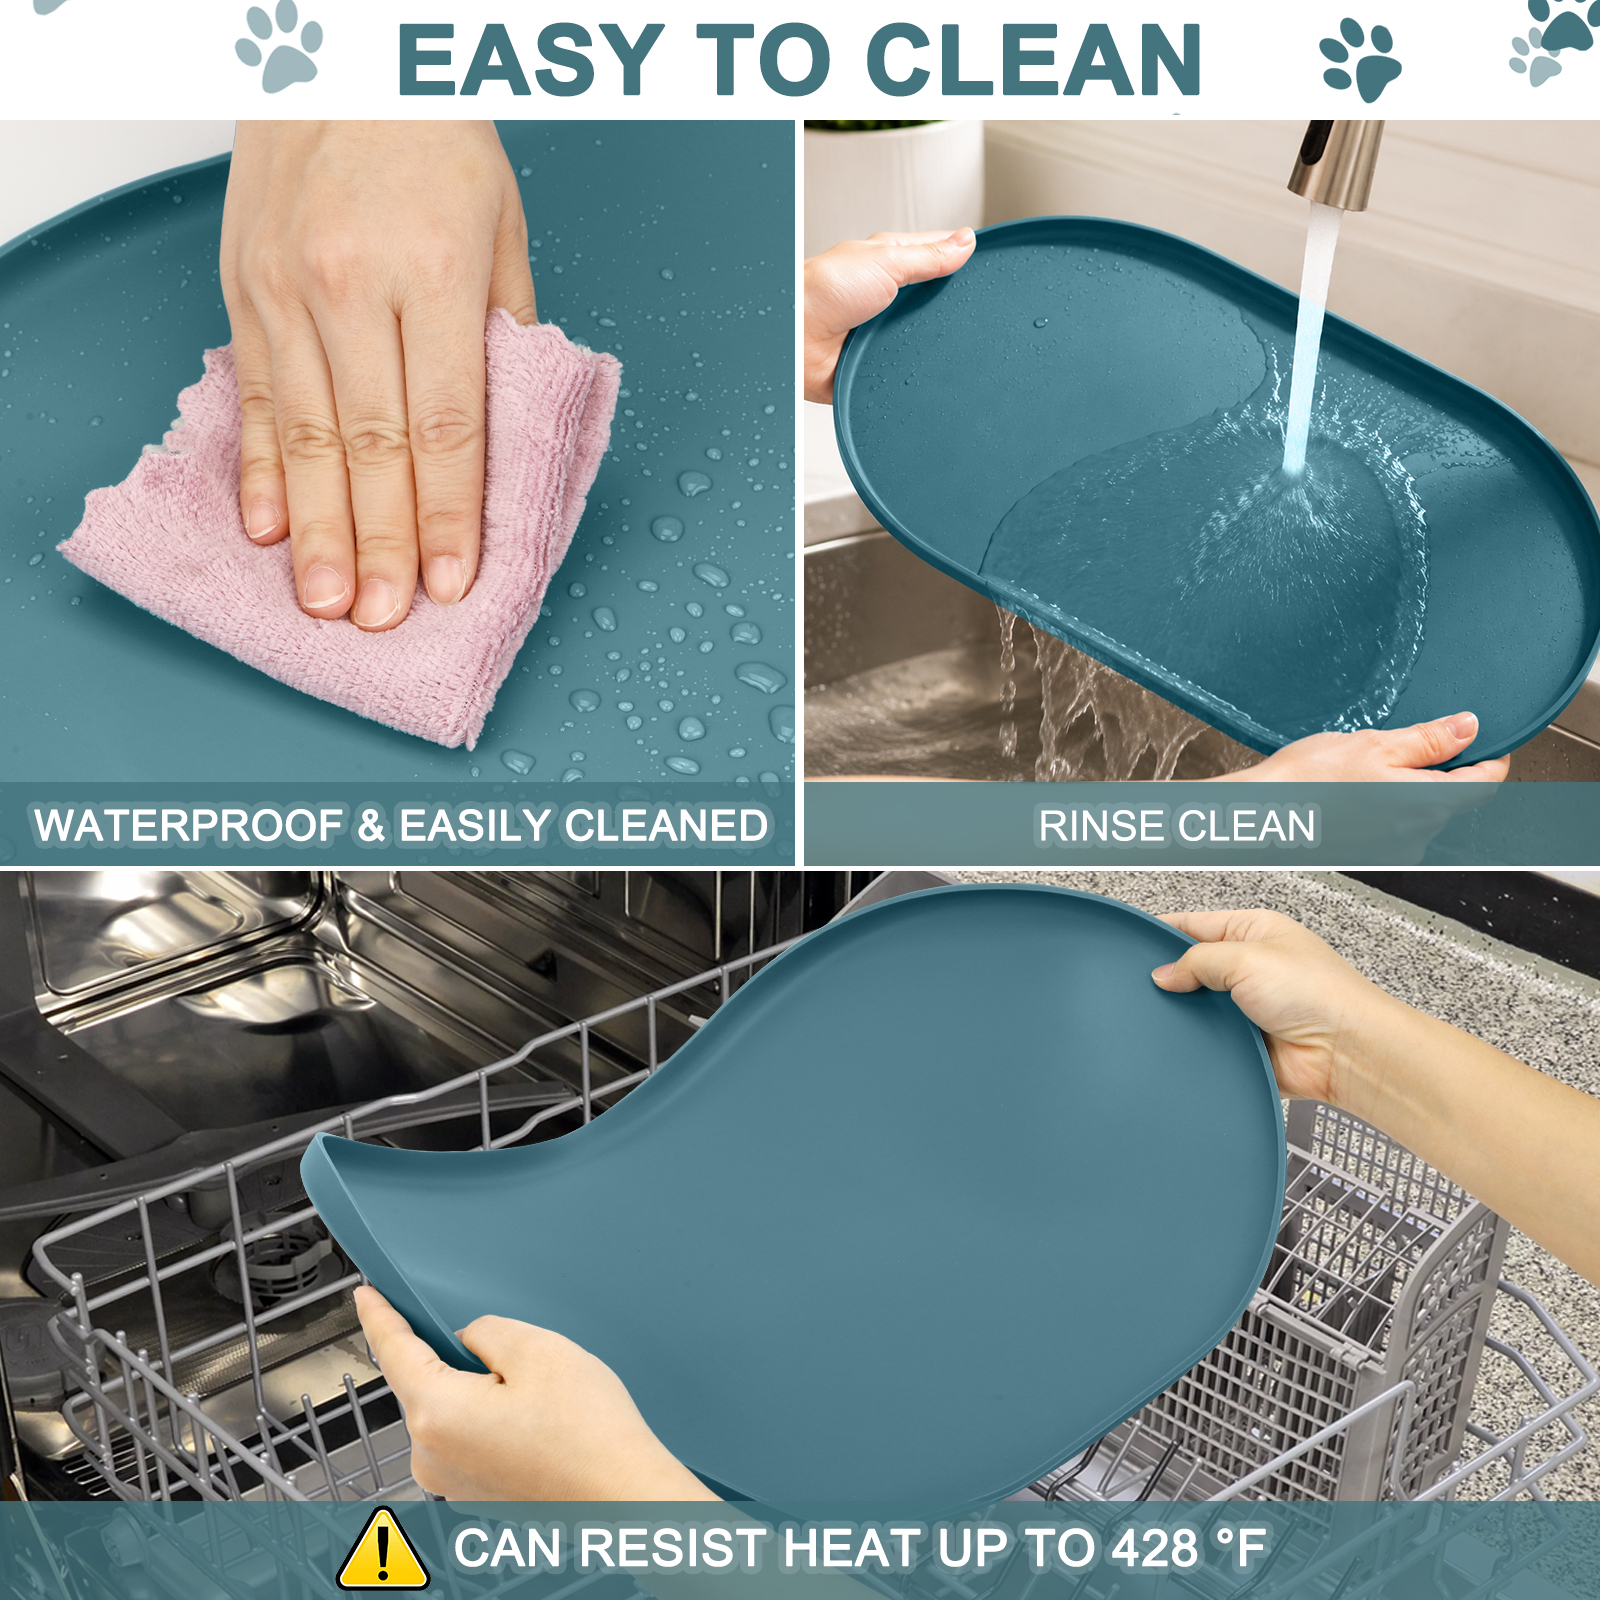 EASY TO CLEAN
WATERPROOF & EASILY CLEANED
RINSE CLEAN
CAN RESIST HEAT UP TO 428 °F